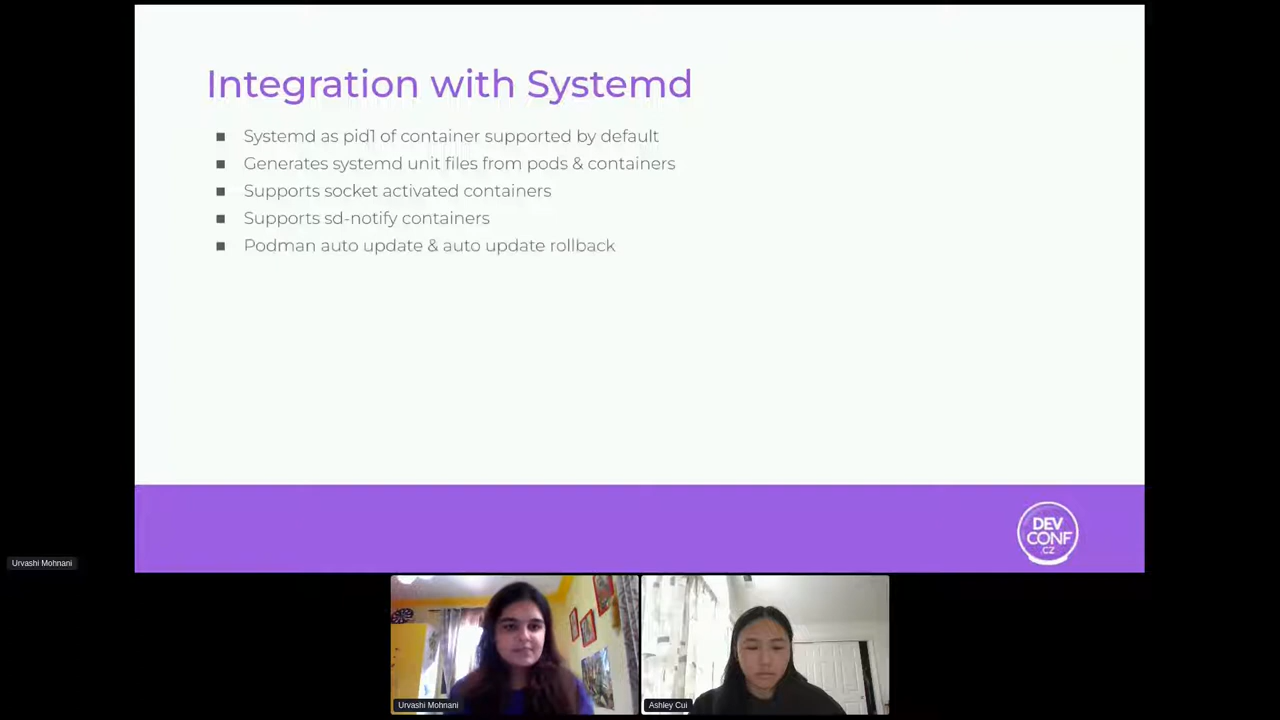 Integration with Systemd
Systemd as pid1 of container supported by default
Generates systemd unit files from pods & containers
Supports socket activated containers
Supports sd-notify containers
Podman auto update & auto update rollback
DEV
CONF
.CZ
Urvashi Mohnani
Urvashi Mohnani
Ashley Cui